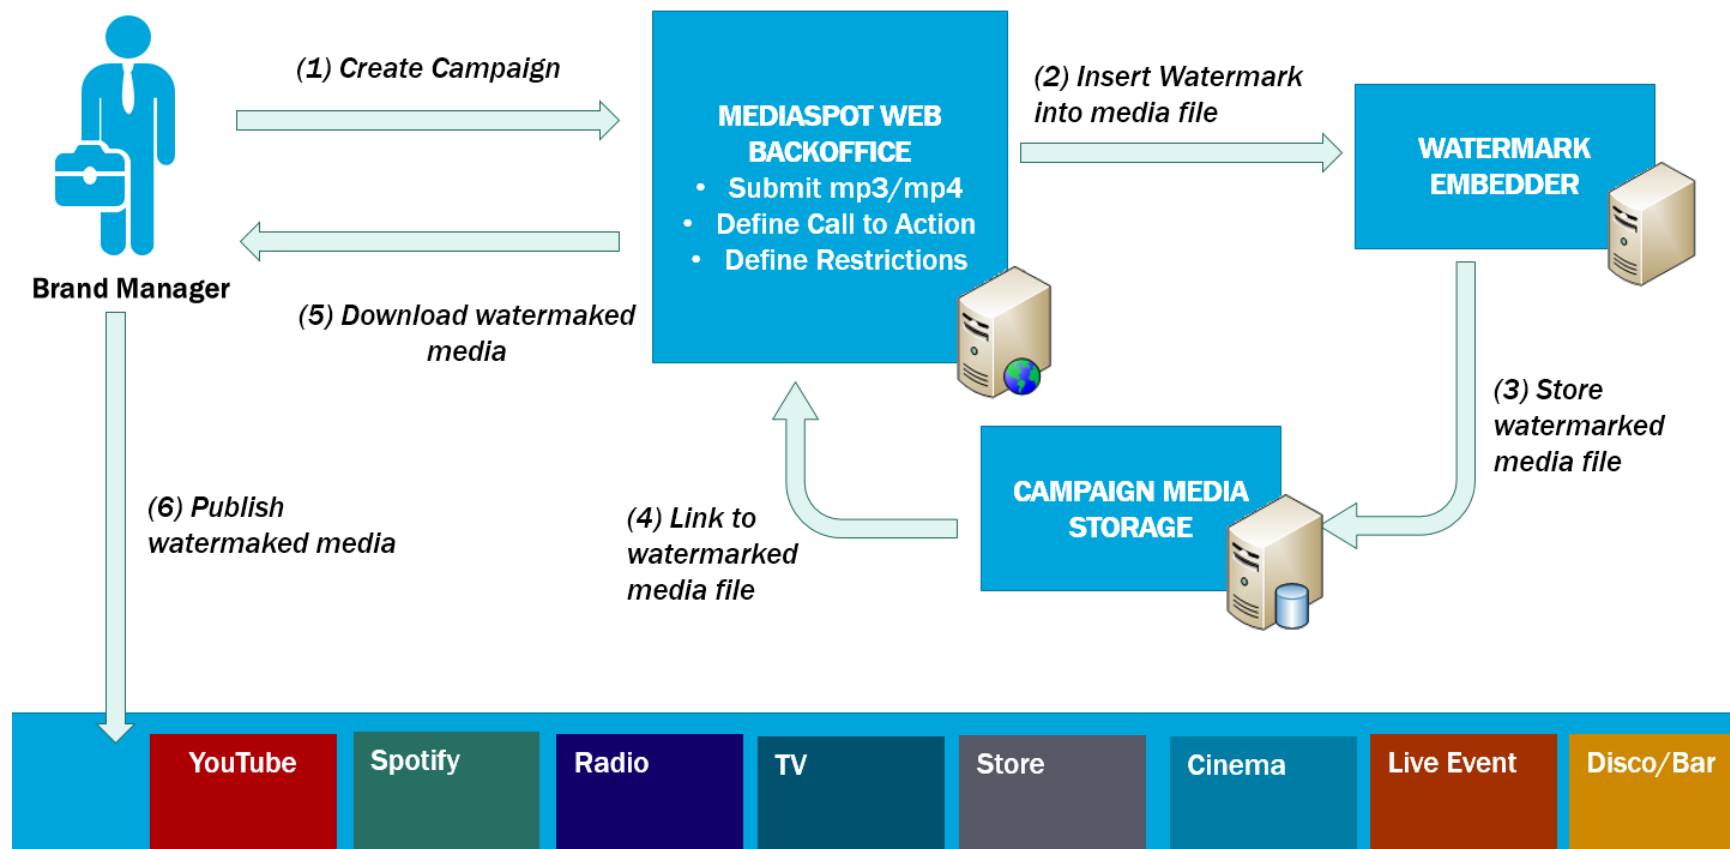 (1) Create Campaign
MEDIASPOT WEB
BACKOFFICE
• Submit mp3/mp4
• Define Call to Action
• Define Restrictions
(2) Insert Watermark
into media file
WATERMARK
EMBEDDER
Brand Manager
(5) Download watermaked
media
(3) Store
watermarked
media file
CAMPAIGN MEDIA
STORAGE
(4) Link to
watermarked
media file
(6) Publish
watermaked media
YouTube
Spotify
Radio
TV
Store
Cinema
Live Event
Disco/Bar